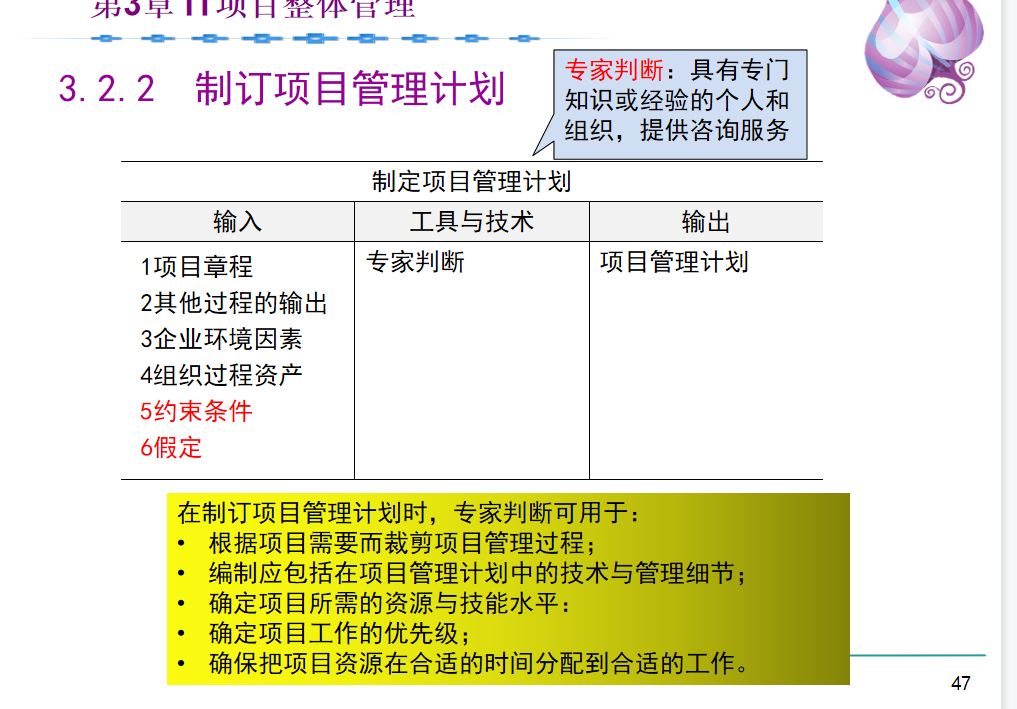 第3章 IT项目整体管理
3.2.2 制订项目管理计划
专家判断：具有专门
知识或经验的个人和
组织，提供咨询服务
制定项目管理计划
输入 工具与技术 输出
1项目章程 专家判断 项目管理计划
2其他过程的输出
3企业环境因素
4组织过程资产
5约束条件
6假定
在制订项目管理计划时，专家判断可用于：
• 根据项目需要而裁剪项目管理过程；
• 编制应包括在项目管理计划中的技术与管理细节；
• 确定项目所需的资源与技能水平：
• 确定项目工作的优先级；
• 确保把项目资源在合适的时间分配到合适的工作。
47